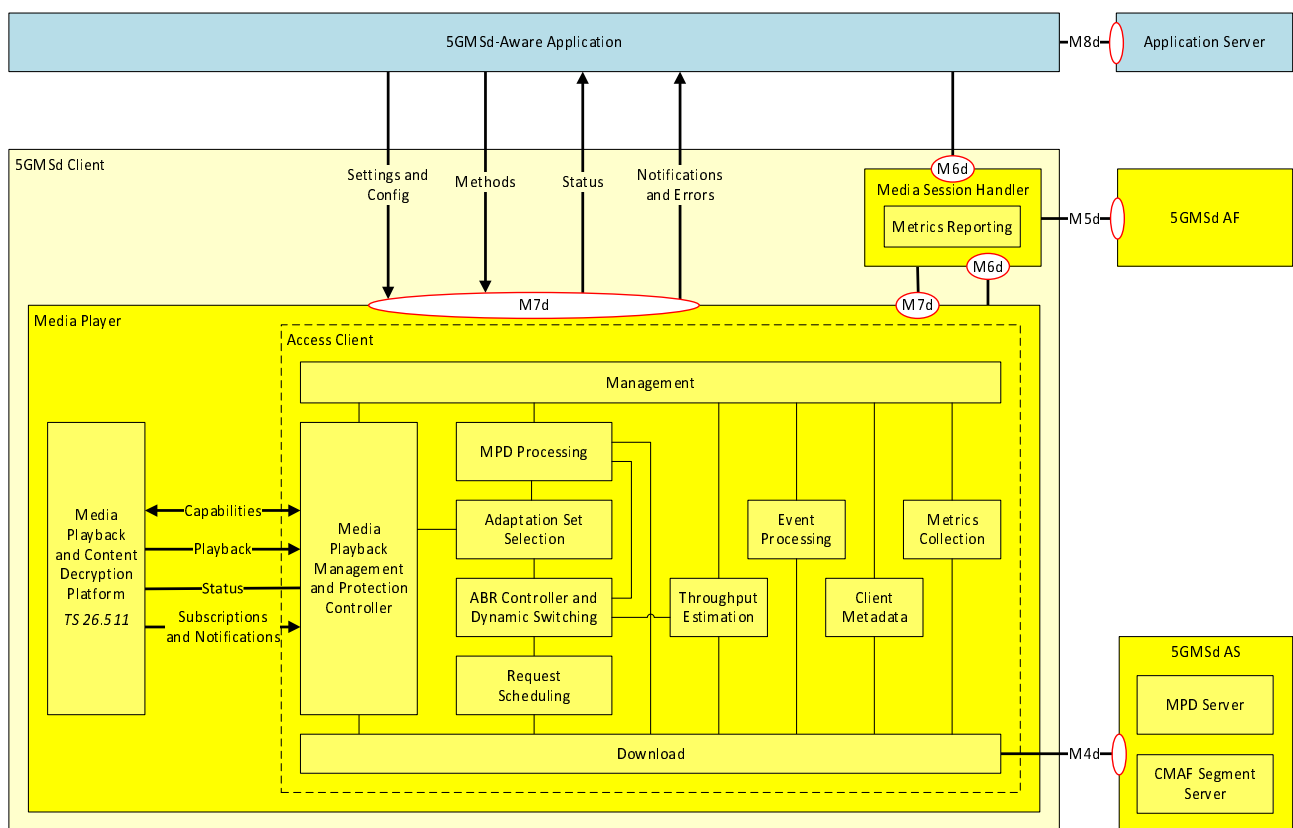 5GMSd-Aware Application
M8d
Application Server
5GMSd Client
Settings and
Config
Methods
Status
Notifications
and Errors
M6d
Media Session Handler
Metrics Reporting
M5d
5GMSd AF
M6d
M7d
M7d
Media Player
Access Client
Management
Media
Playback
and Content
Decryption
Platform
TS 26.511
Capabilities
Playback
Status
Subscriptions
and Notifications
Media
Playback
Management
and Protection
Controller
MPD Processing
Adaptation Set
Selection
ABR Controller and
Dynamic Switching
Request
Scheduling
Throughput
Estimation
Event
Processing
Client
Metadata
Metrics
Collection
Download
M4d
5GMSd AS
MPD Server
CMAF Segment
Server